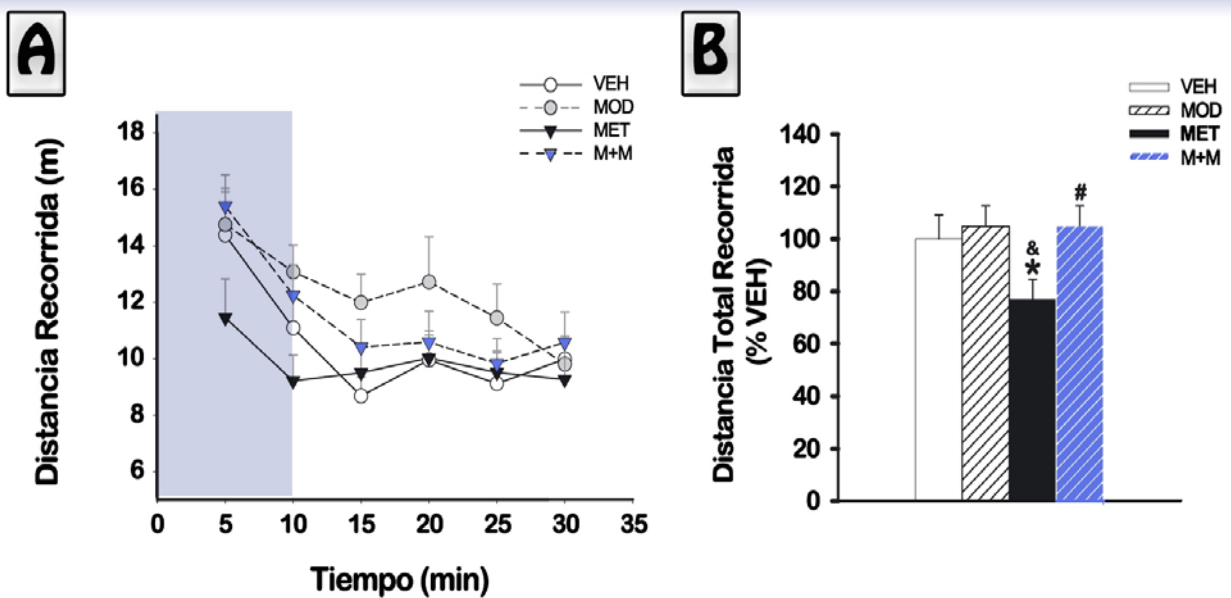 A
VEH
MOD
MET
M+M
Distancia Recorrida (m)
18
16
14
12
10
8
6
0 5 10 15 20 25 30 35
Tiempo (min)
B
VEH
MOD
MET
M+M
Distancia Total Recorrida
(% VEH)
140
120
100
80
60
40
20
0
&
*
#